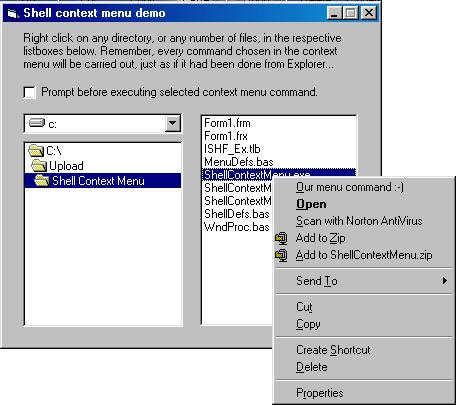 Shell context menu demo
Right click on any directory, or any number of files, in the respective
listboxes below. Remember, every command chosen in the context
menu will be carried out, just as if it had been done from Explorer...
Prompt before executing selected context menu command.
c:
C:\
Upload
Shell Context Menu
Form1.frm
Form1.frx
ISHF_Ex.tlb
MenuDefs.bas
ShellContextMenu.exe
ShellContextM
ShellContextM
ShellDefs.bas
WndProc.bas
Our menu command :-)
Open
Scan with Norton AntiVirus
Add to Zip
Add to ShellContextMenu.zip
Send To
Cut
Copy
Create Shortcut
Delete
Properties